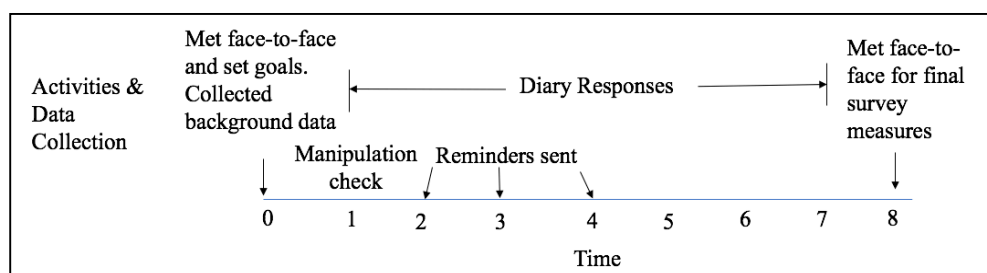 Activities &
Data
Collection
Met face-to-face
and set goals.
Collected
background data
Diary Responses
Met face-to-
face for final
survey
measures
Manipulation
check
Reminders sent
0 1 2 3 4 5 6 7 8
Time